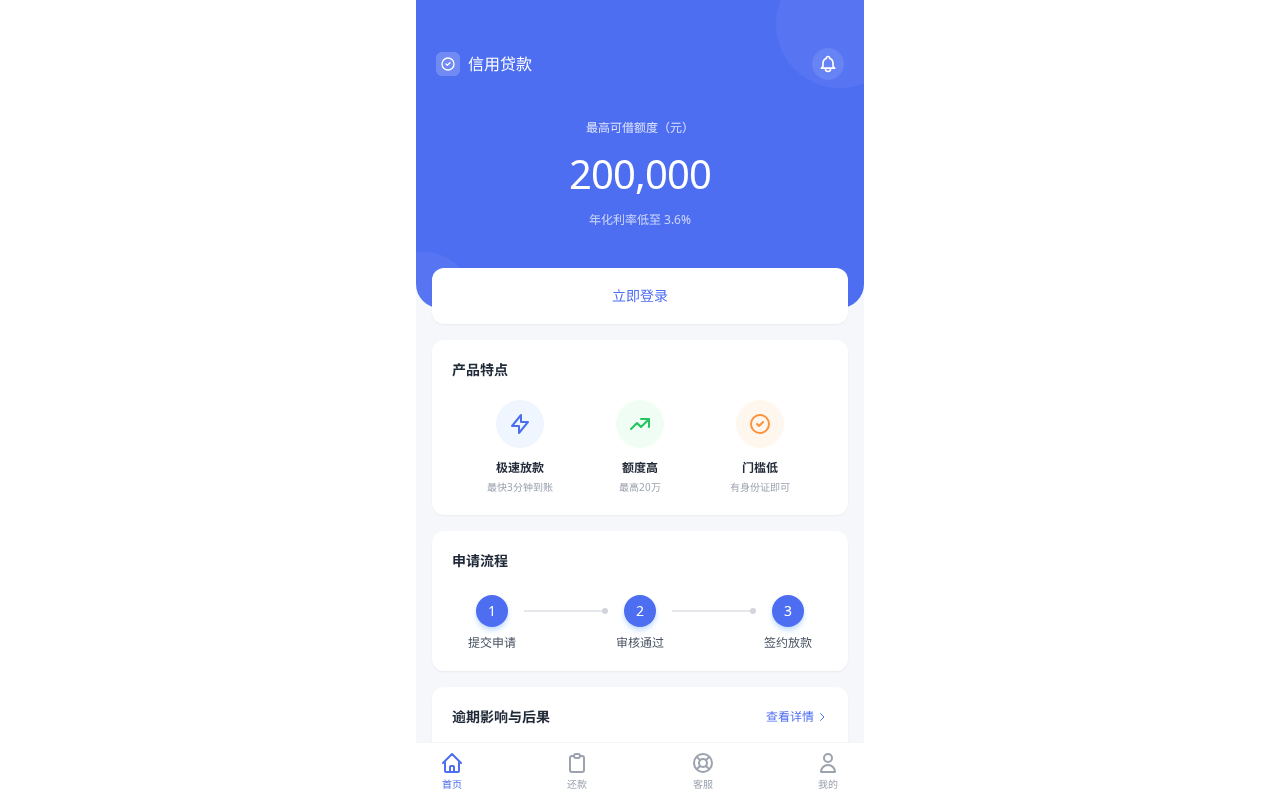 信用贷款
最高可借额度（元）
200,000
年化利率低至 3.6%
立即登录
产品特点
极速放款 额度高 门槛低
最快3分钟到账 最高20万 有身份证即可
申请流程
1 2 3
提交申请 审核通过 签约放款
逾期影响与后果 查看详情
首页 还款 客服 我的